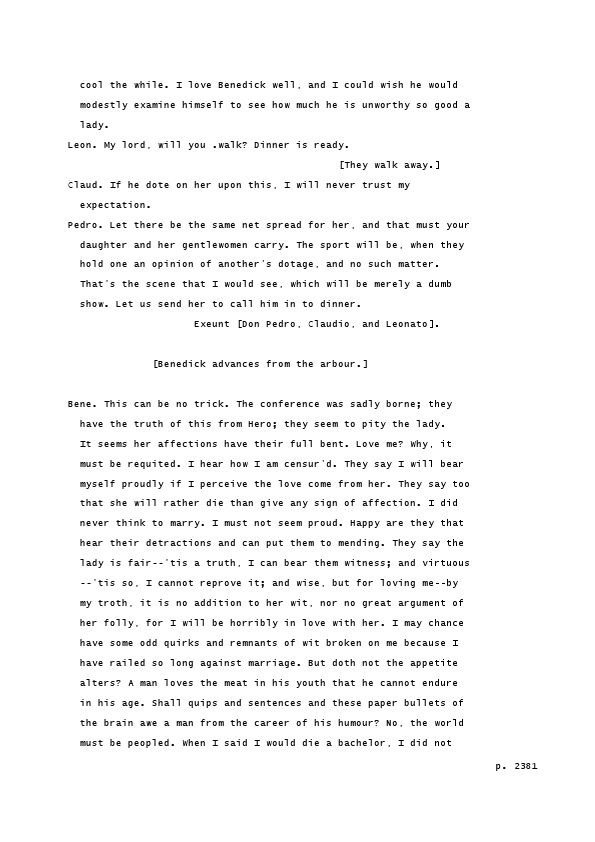 cool the while. I love Benedick well, and I could wish he would
modestly examine himself to see how much he is unworthy so good a
lady.
Leon. My lord, will you .walk? Dinner is ready.
[They walk away.]
Claud. If he dote on her upon this, I will never trust my
expectation.
Pedro. Let there be the same net spread for her, and that must your
daughter and her gentlewomen carry. The sport will be, when they
hold one an opinion of another's dotage, and no such matter.
That's the scene that I would see, which will be merely a dumb
show. Let us send her to call him in to dinner.
Exeunt [Don Pedro, Claudio, and Leonato].
[Benedick advances from the arbour.]
Bene. This can be no trick. The conference was sadly borne; they
have the truth of this from Hero; they seem to pity the lady.
It seems her affections have their full bent. Love me? Why, it
must be requited. I hear how I am censur'd. They say I will bear
myself proudly if I perceive the love come from her. They say too
that she will rather die than give any sign of affection. I did
never think to marry. I must not seem proud. Happy are they that
hear their detractions and can put them to mending. They say the
lady is fair--'tis a truth, I can bear them witness; and virtuous
--'tis so, I cannot reprove it; and wise, but for loving me--by
my troth, it is no addition to her wit, nor no great argument of
her folly, for I will be horribly in love with her. I may chance
have some odd quirks and remnants of wit broken on me because I
have railed so long against marriage. But doth not the appetite
alters? A man loves the meat in his youth that he cannot endure
in his age. Shall quips and sentences and these paper bullets of
the brain awe a man from the career of his humour? No, the world
must be peopled. When I said I would die a bachelor, I did not
p. 2381